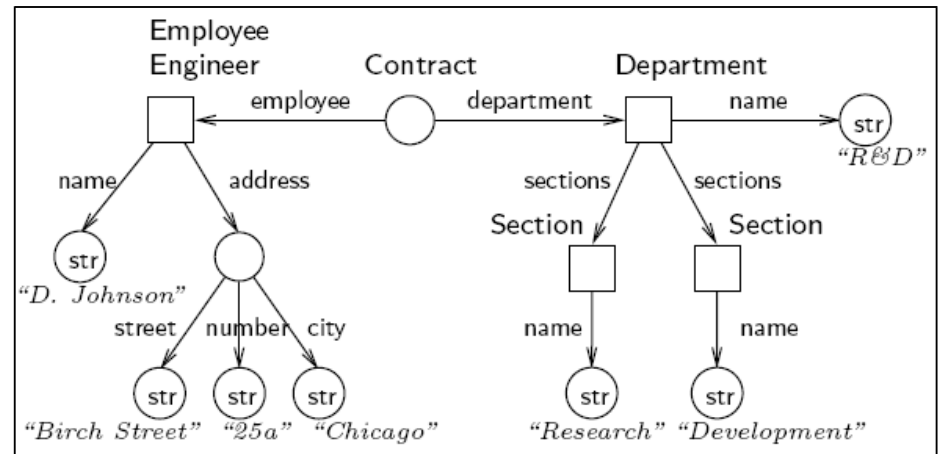 Employee
Engineer Contract Department
employee department name
str
“R&D”
name address sections sections
Section Section
str
“D. Johnson”
street number city name name
str str str str str
“Birch Street” “25a” “Chicago” “Research” “Development”